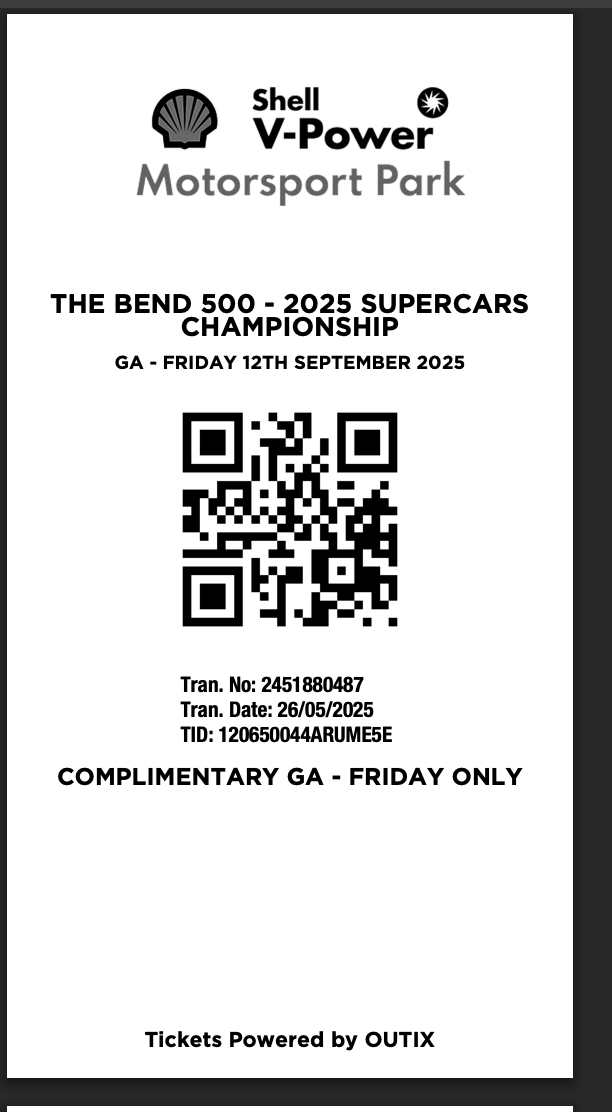 Shell
V-Power
Motorsport Park
THE BEND 500 - 2025 SUPERCARS
CHAMPIONSHIP
GA - FRIDAY 12TH SEPTEMBER 2025
Tran. No: 2451880487
Tran. Date: 26/05/2025
TID: 120650044ARUME5E
COMPLIMENTARY GA - FRIDAY ONLY
Tickets Powered by OUTIX